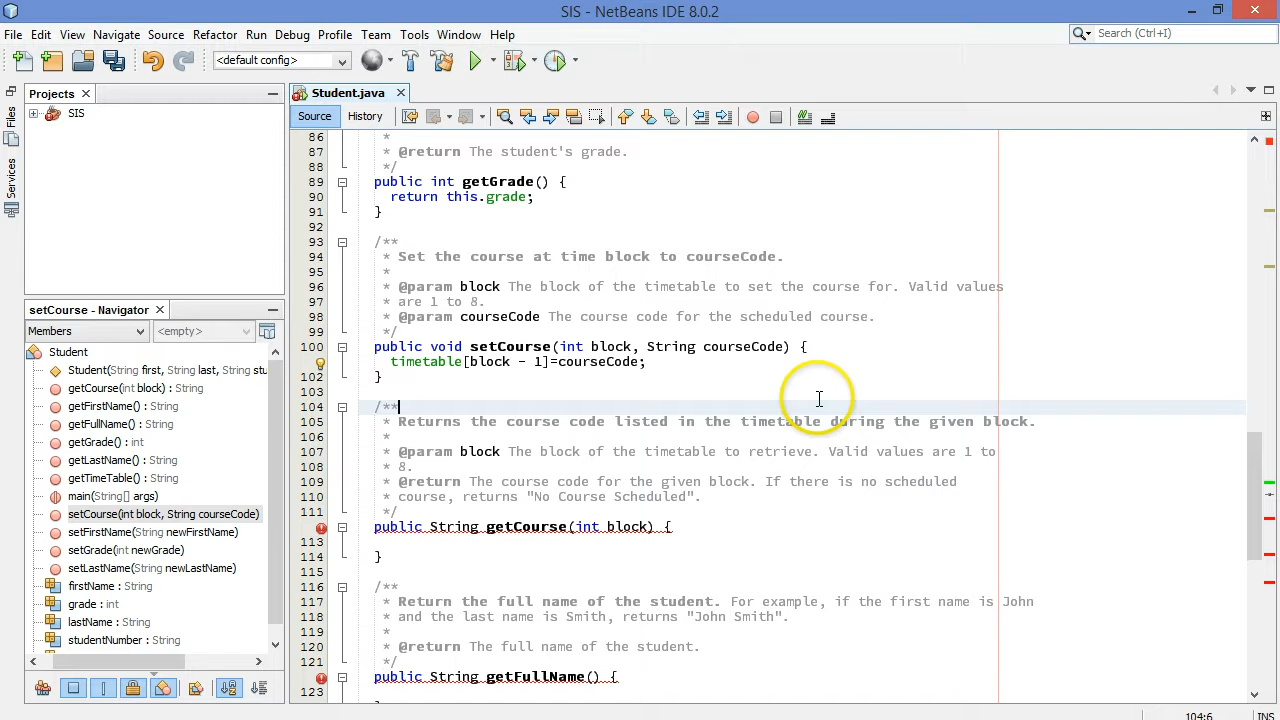 SIS - NetBeans IDE 8.0.2
File Edit View Navigate Source Refactor Run Debug Profile Team Tools Window Help
Search (Ctrl+I)
<default config>
Projects
SIS
Files
Services
Student.java
Source History
86 *
87 * @return The student's grade.
88 */
89 public int getGrade() {
90 return this.grade;
91 }
92
93 /**
94 * Set the course at time block to courseCode.
95 *
96 * @param block The block of the timetable to set the course for. Valid values
97 * are 1 to 8.
98 * @param courseCode The course code for the scheduled course.
99 */
100 public void setCourse(int block, String courseCode) {
timetable[block - 1]=courseCode;
102 }
103
104 /**
105 * Returns the course code listed in the timetable during the given block.
106 *
107 * @param block The block of the timetable to retrieve. Valid values are 1 to
108 * 8.
109 * @return The course code for the given block. If there is no scheduled
110 * course, returns "No Course Scheduled".
111 */
public String getCourse(int block) {
113
114 }
116 /**
117 * Return the full name of the student. For example, if the first name is John
118 * and the last name is Smith, returns "John Smith".
119 *
120 * @return The full name of the student.
121 */
public String getFullName() {
123
setCourse - Navigator
Members <empty>
Student
Student(String first, String last, stu
getCourse(int block) : String
getFirstName() : String
getFullName() : String
getGrade() : int
getLastName() : String
getTimeTable() : String
main(String[] args)
setCourse(int block, String courseCode)
setFirstName(String newFirstName)
setGrade(int newGrade)
setLastName(String newLastName)
firstName : String
grade : int
lastName : String
studentNumber : String
104:6 INS